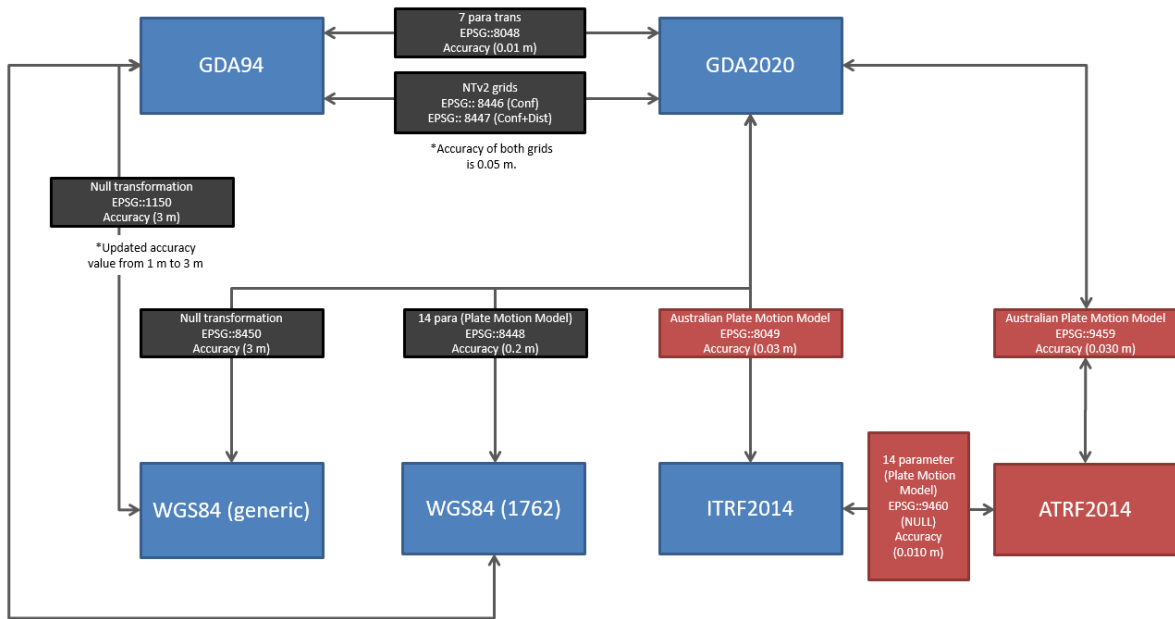 7 para trans
EPSG::8048
Accuracy (0.01 m)
GDA94
GDA2020
NTv2 grids
EPSG:: 8446 (Conf)
EPSG:: 8447 (Conf+Dist)
*Accuracy of both grids
is 0.05 m.
Null transformation
EPSG::1150
Accuracy (3 m)
*Updated accuracy
value from 1 m to 3 m
Null transformation
EPSG::8450
Accuracy (3 m)
14 para (Plate Motion Model)
EPSG::8448
Accuracy (0.2 m)
Australian Plate Motion Model
EPSG::8049
Accuracy (0.03 m)
Australian Plate Motion Model
EPSG::9459
Accuracy (0.030 m)
WGS84 (generic)
WGS84 (1762)
ITRF2014
14 parameter
(Plate Motion
Model)
EPSG::9460
(NULL)
Accuracy
(0.010 m)
ATRF2014